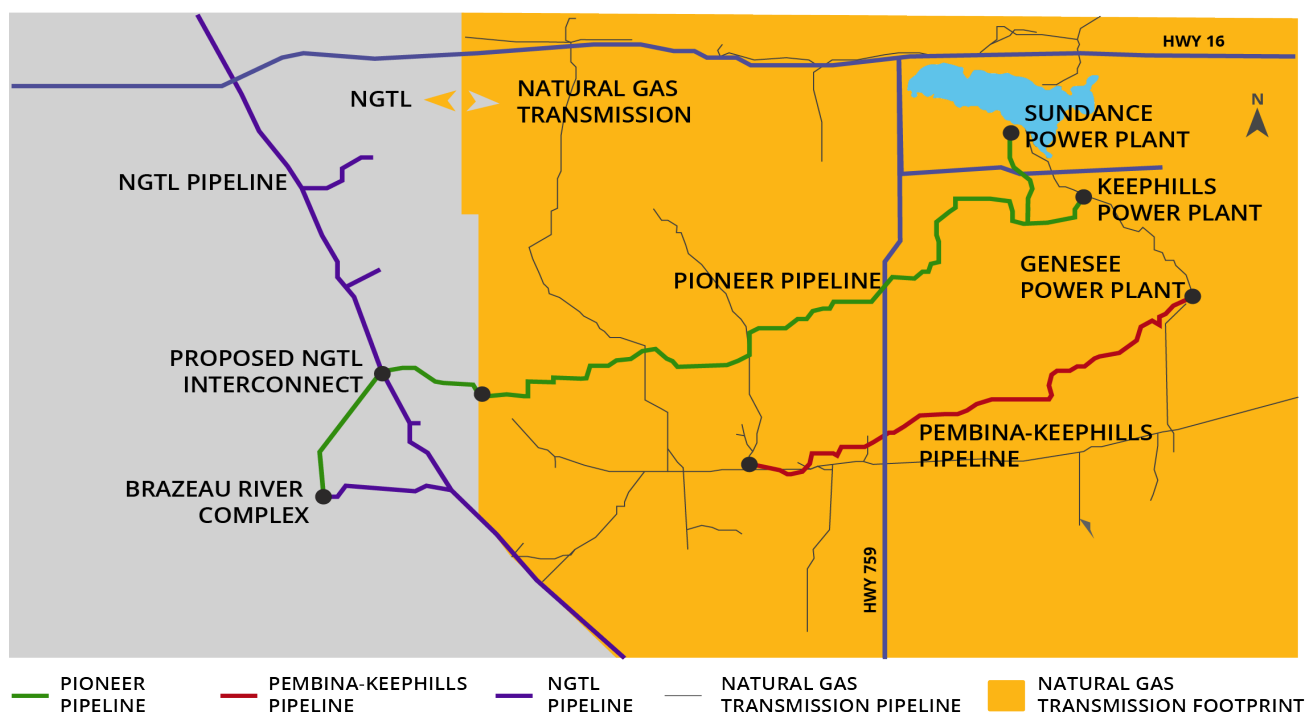 HWY 16
NGTL
NATURAL GAS
TRANSMISSION
N
SUNDANCE
POWER PLANT
NGTL PIPELINE
KEEPHILLS
POWER PLANT
PIONEER PIPELINE
GENESEE
POWER PLANT
PROPOSED NGTL
INTERCONNECT
PEMBINA-KEEPHILLS
PIPELINE
BRAZEAU RIVER
COMPLEX
HWY 759
PIONEER
PIPELINE
PEMBINA-KEEPHILLS
PIPELINE
NGTL
PIPELINE
NATURAL GAS
TRANSMISSION PIPELINE
NATURAL GAS
TRANSMISSION FOOTPRINT